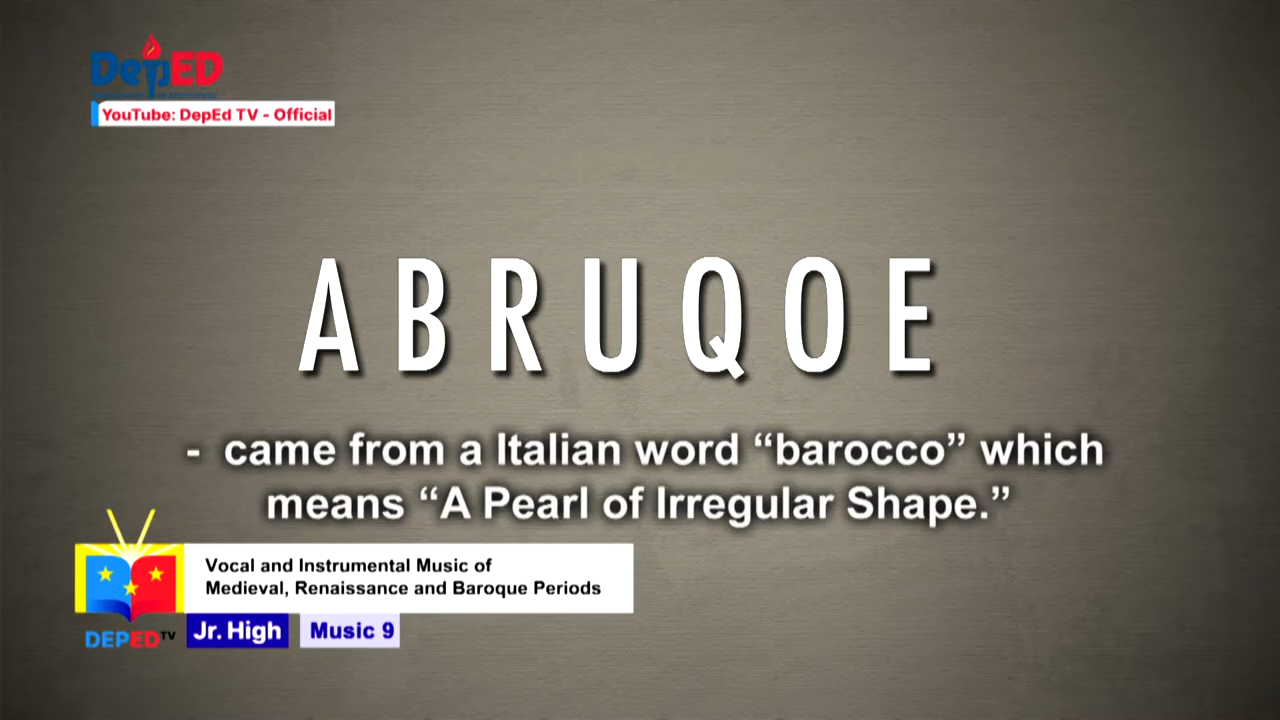 DepED
YouTube: DepEd TV - Official
ABRUQOE
- came from a Italian word “barocco” which
means “A Pearl of Irregular Shape.”
Vocal and Instrumental Music of
Medieval, Renaissance and Baroque Periods
DEPED TV
Jr. High
Music 9